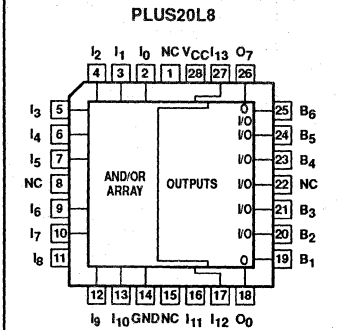 PLUS20L8
I2 I1 I0 NC VCC I13 O7
4 3 2 1 28 27 26
I3 5 O 25 B6
I/O
I4 6 I/O 24 B5
I5 7 I/O 23 B4
NC 8 AND/OR ARRAY OUTPUTS I/O 22 NC
I6 9 I/O 21 B3
I7 10 I/O 20 B2
I8 11 O 19 B1
12 13 14 15 16 17 18
I9 I10 GND NC I11 I12 O0